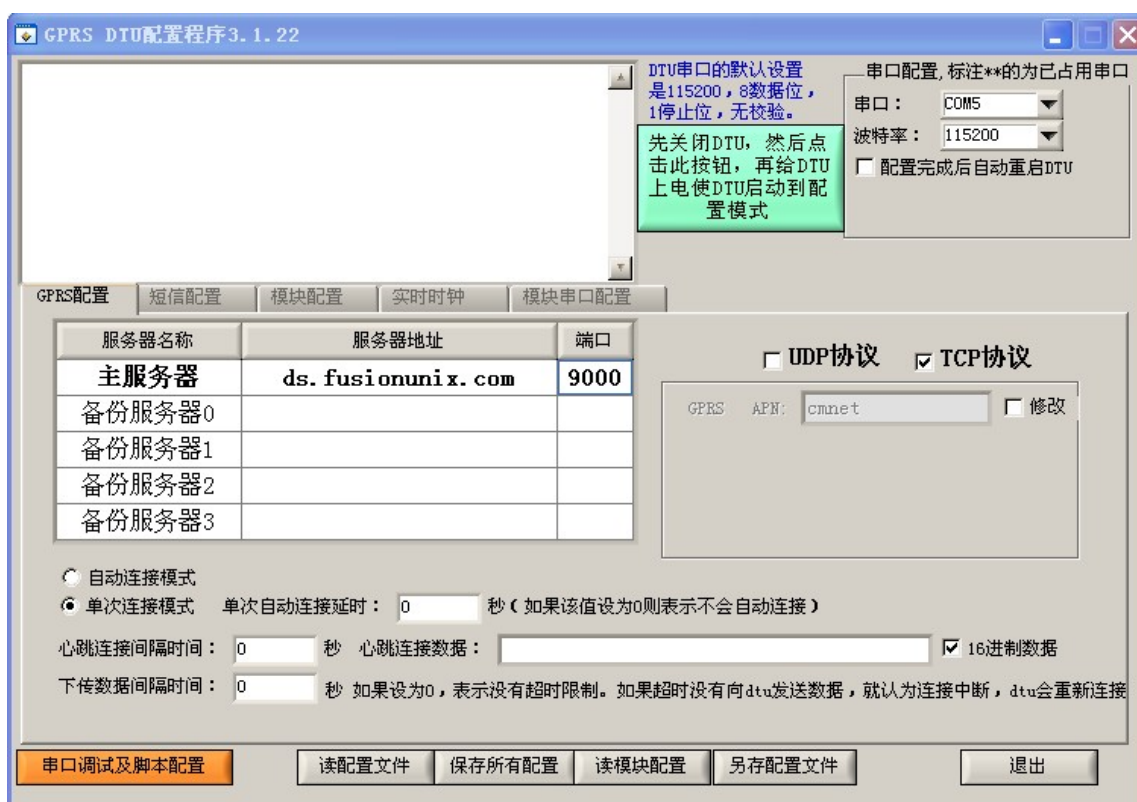 GPRS DTU配置程序3.1.22
DTU串口的默认设置
是115200，8数据位，
1停止位，无校验。
先关闭DTU，然后点
击此按钮，再给DTU
上电使DTU启动到配
置模式
串口配置,标注**的为已占用串口
串口： COM5
波特率： 115200
配置完成后自动重启DTU
GPRS配置 短信配置 模块配置 实时时钟 模块串口配置
服务器名称 服务器地址 端口
主服务器 ds.fusionunix.com 9000
备份服务器0
备份服务器1
备份服务器2
备份服务器3
UDP协议 TCP协议
GPRS APN: cmnet 修改
自动连接模式
单次连接模式 单次自动连接延时： 0 秒（如果该值设为0则表示不会自动连接）
心跳连接间隔时间： 0 秒 心跳连接数据： 16进制数据
下传数据间隔时间： 0 秒 如果设为0，表示没有超时限制。如果超时没有向dtu发送数据，就认为连接中断，dtu会重新连接
串口调试及脚本配置 读配置文件 保存所有配置 读模块配置 另存配置文件 退出